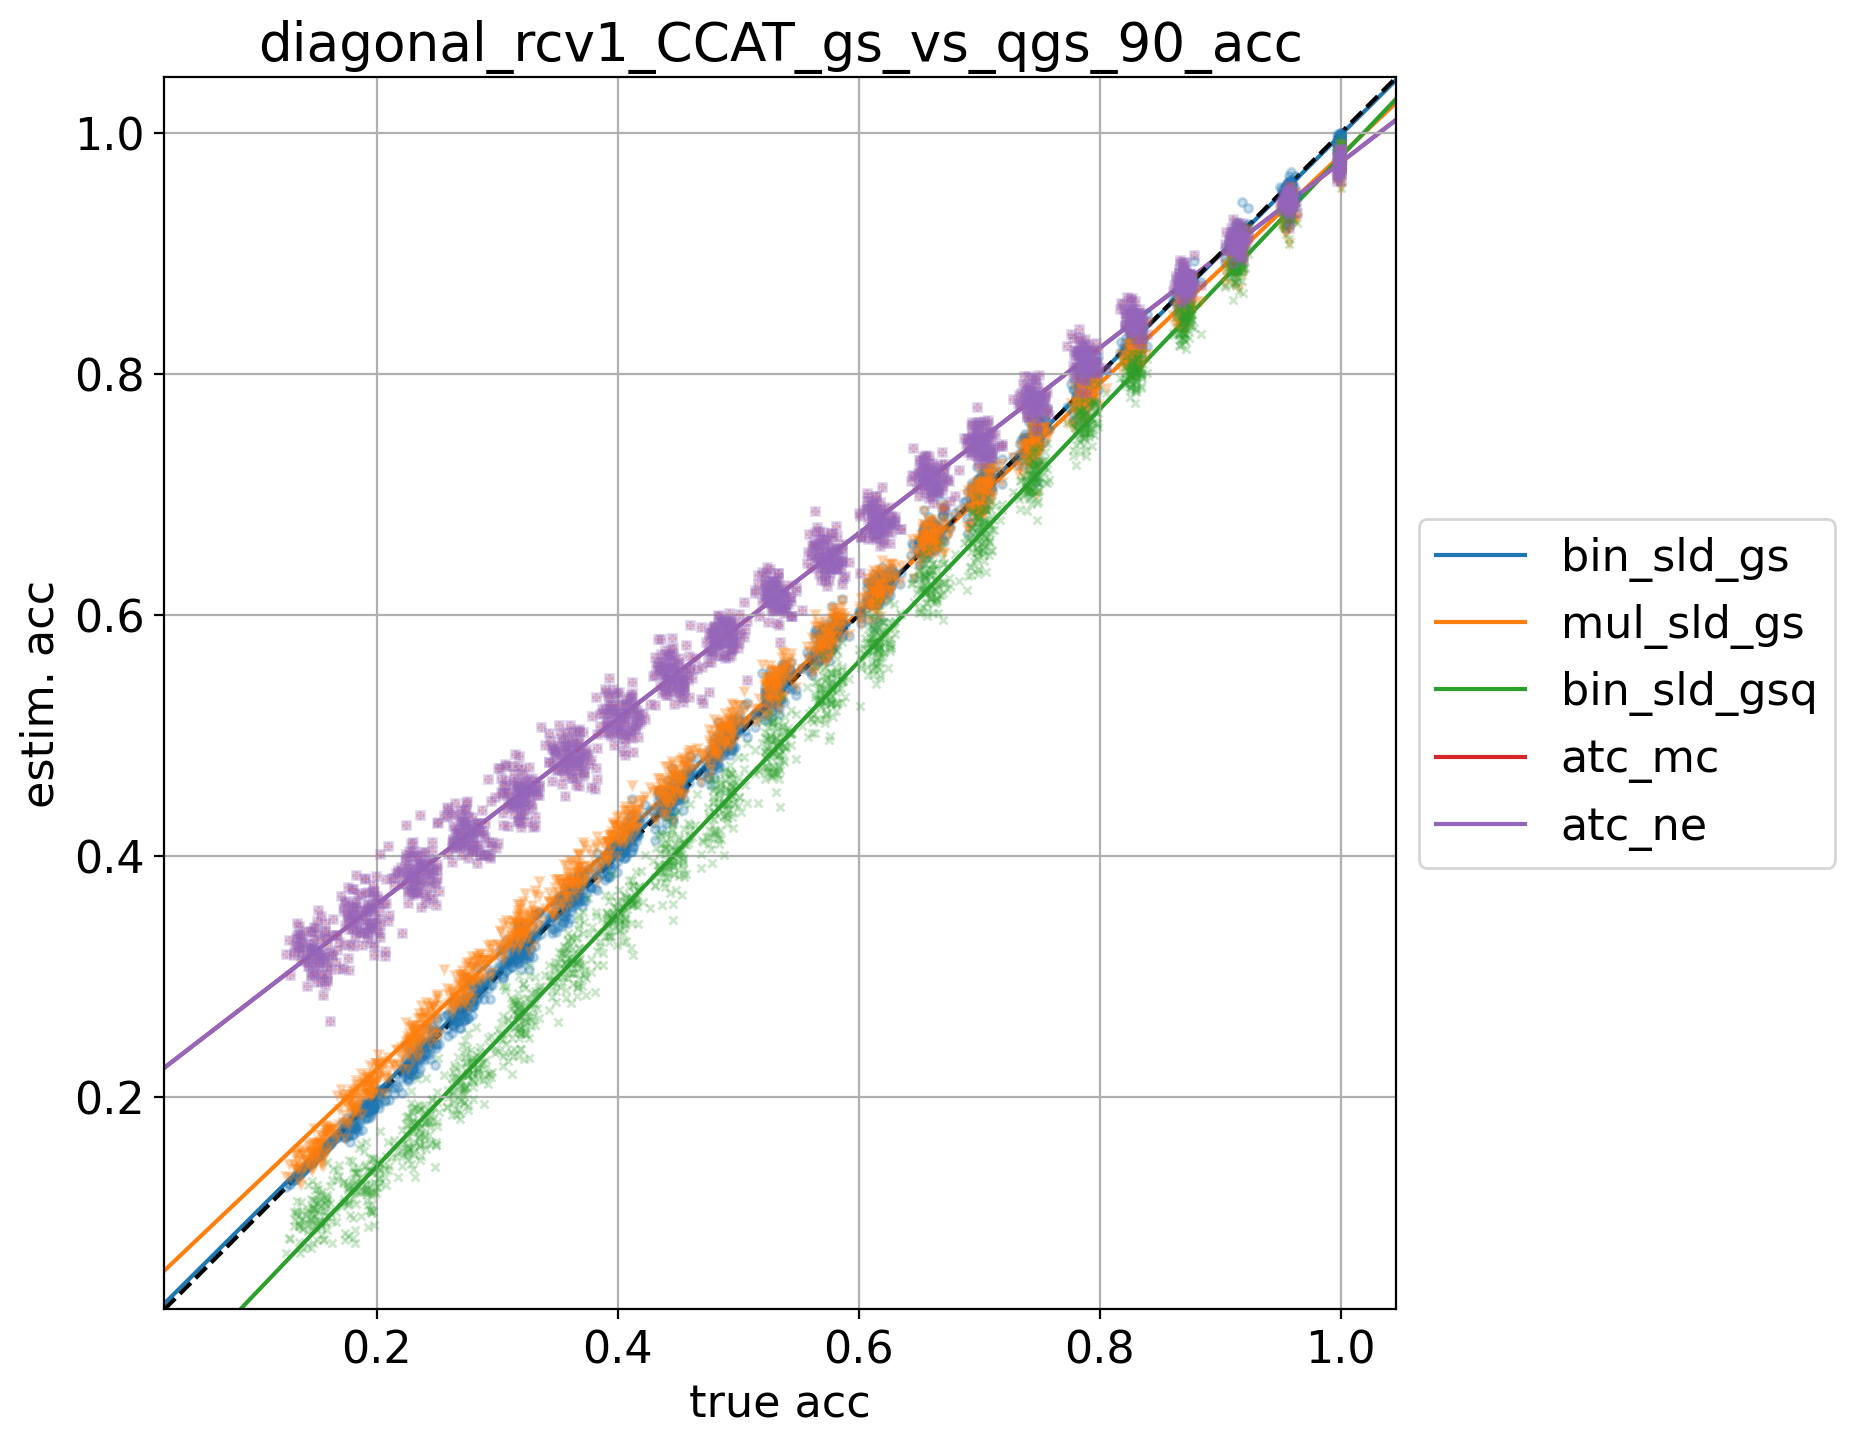 diagonal_rcv1_CCAT_gs_vs_qgs_90_acc
1.0
0.8
0.6
0.4
0.2
estim. acc
0.2
0.4
0.6
0.8
1.0
true acc
bin_sld_gs
mul_sld_gs
bin_sld_gsq
atc_mc
atc_ne